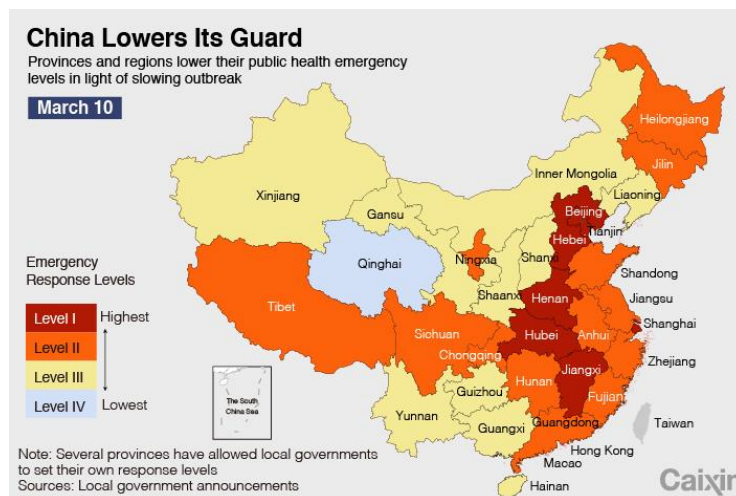 China Lowers Its Guard
Provinces and regions lower their public health emergency
levels in light of slowing outbreak
March 10
Heilongjiang
Jilin
Inner Mongolia
Liaoning
Xinjiang
Gansu
Beijing
Tianjin
Hebei
Shanxi
Ningxia
Qinghai
Shandong
Shaanxi
Henan
Jiangsu
Tibet
Shanghai
Sichuan
Hubei
Anhui
Chongqing
Zhejiang
Jiangxi
Hunan
Guizhou
Fujian
Yunnan
Guangxi
Guangdong
Taiwan
Hong Kong
Macao
Hainan
Emergency
Response Levels
Level I Highest
Level II
Level III
Level IV Lowest
The South
China Sea
Note: Several provinces have allowed local governments
to set their own response levels
Sources: Local government announcements
Caixin